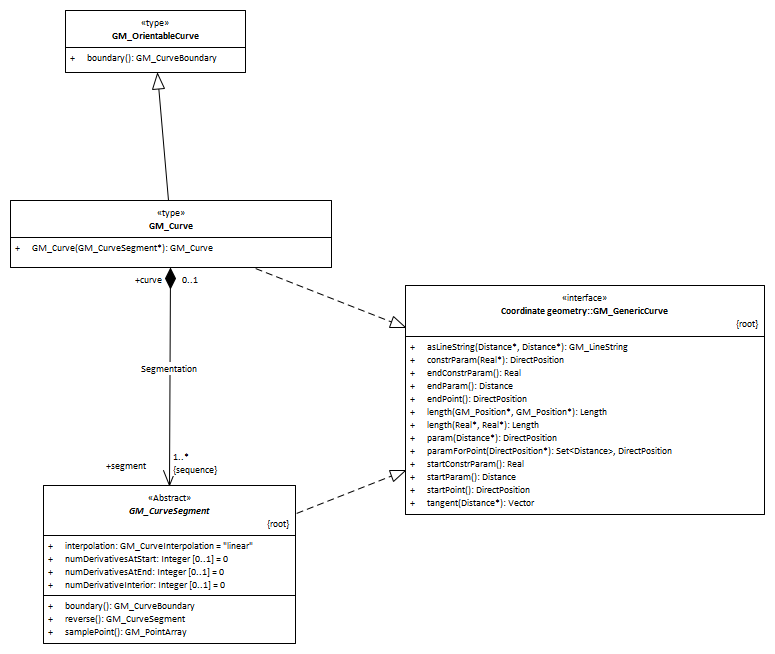 «type»
GM_OrientableCurve
+ boundary(): GM_CurveBoundary
«type»
GM_Curve
+ GM_Curve(GM_CurveSegment*): GM_Curve
+curve 0..1
Segmentation
+segment 1..*
{sequence}
«interface»
Coordinate geometry::GM_GenericCurve
{root}
+ asLineString(Distance*, Distance*): GM_LineString
+ constrParam(Real*): DirectPosition
+ endConstrParam(): Real
+ endParam(): Distance
+ endPoint(): DirectPosition
+ length(GM_Position*, GM_Position*): Length
+ length(Real*, Real*): Length
+ param(Distance*): DirectPosition
+ paramForPoint(DirectPosition*): Set<Distance>, DirectPosition
+ startConstrParam(): Real
+ startParam(): Distance
+ startPoint(): DirectPosition
+ tangent(Distance*): Vector
«Abstract»
GM_CurveSegment
{root}
+ interpolation: GM_CurveInterpolation = "linear"
+ numDerivativesAtStart: Integer [0..1] = 0
+ numDerivativesAtEnd: Integer [0..1] = 0
+ numDerivativeInterior: Integer [0..1] = 0
+ boundary(): GM_CurveBoundary
+ reverse(): GM_CurveSegment
+ samplePoint(): GM_PointArray